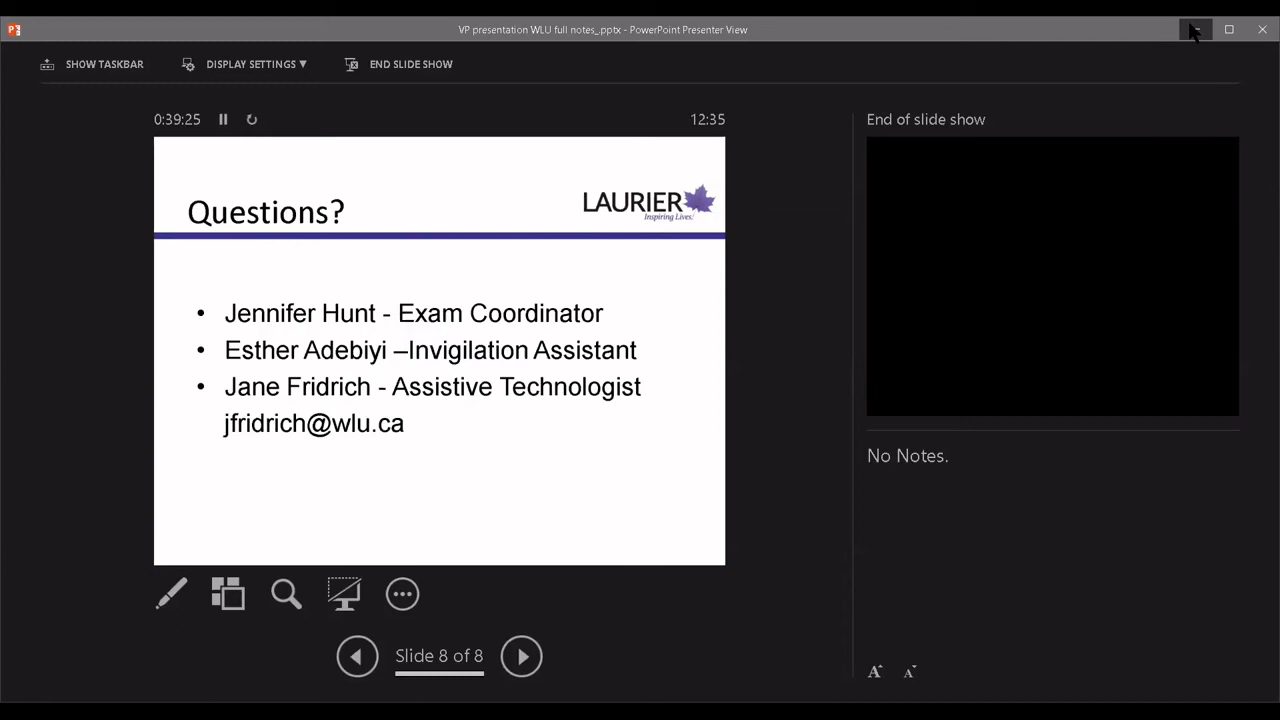 VP presentation WLU full notes_.pptx - PowerPoint Presenter View
SHOW TASKBAR
DISPLAY SETTINGS ▼
END SLIDE SHOW
0:39:25
12:35
Questions?
LAURIER
Inspiring Lives.
• Jennifer Hunt - Exam Coordinator
• Esther Adebiyi –Invigilation Assistant
• Jane Fridrich - Assistive Technologist
jfridrich@wlu.ca
Slide 8 of 8
End of slide show
No Notes.
A A